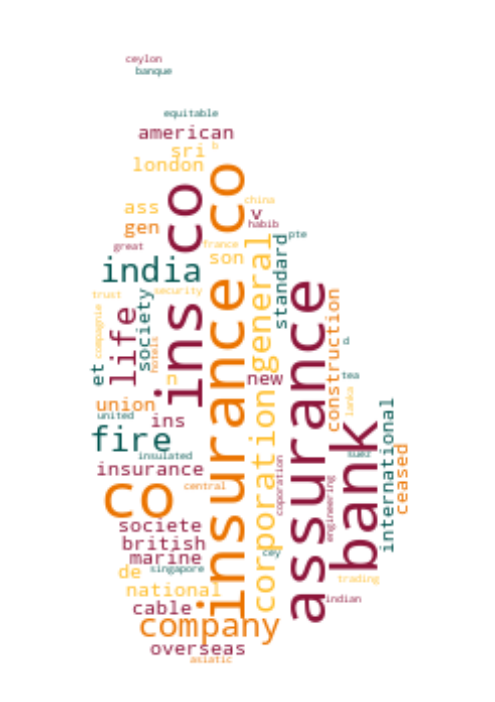 ceylon
banque
equitable
american
sri
b
london
co
ins co
insurance co
china
v
habib
ass
gen
great
france
son
pte
standard
general
india
trust
security
compagnie
society
hotels
life
et
n
new
assurance
construction
d
tea
lanka
union
united
ins
fire
insulated
insurance
central
co
corporation
coporation
engineering
bank
suez
international
ceased
societe
british
marine
cey
singapore
de
national
trading
cable
indian
company
overseas
asiatic